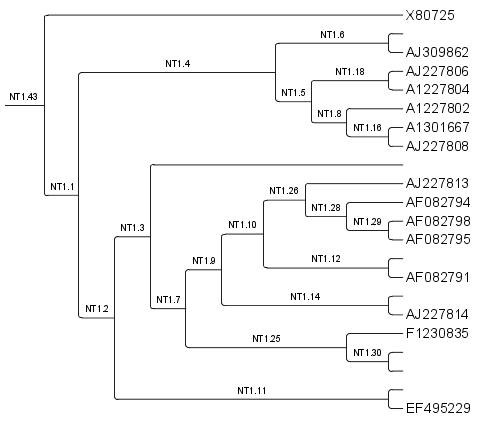 X80725
NT1.6
AJ309862
NT1.4
AJ227806
NT1.18
A1227804
NT1.5
A1227802
NT1.43
NT1.8
A1301667
NT1.16
AJ227808
NT1.1
AJ227813
NT1.26
AF082794
NT1.28
AF082798
NT1.3
NT1.10
NT1.29
AF082795
NT1.9
NT1.12
AF082791
NT1.2
NT1.7
NT1.14
AJ227814
F1230835
NT1.25
NT1.30
NT1.11
EF495229